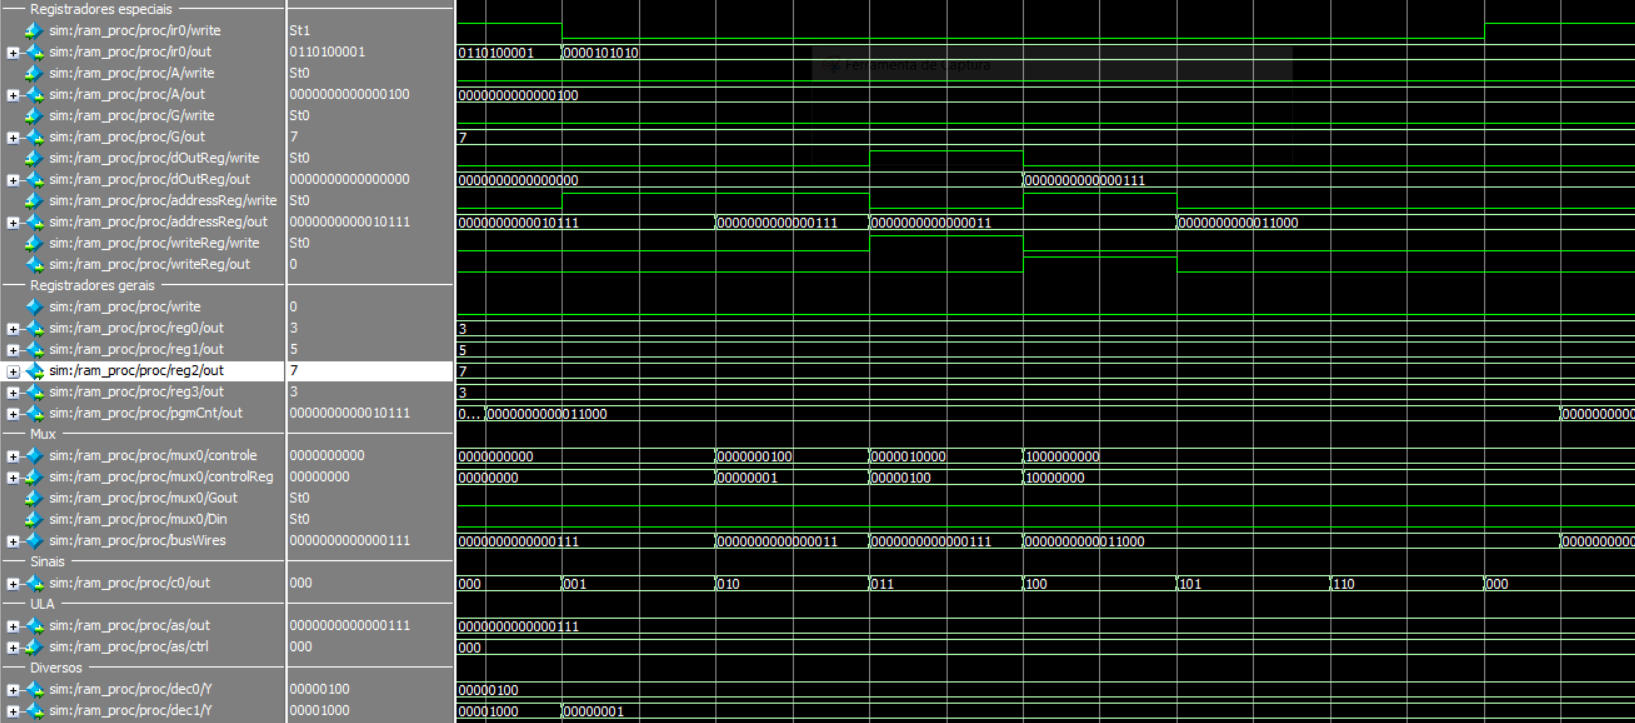 Registradores especiais
sim:/ram_proc/proc/ir0/write St1
sim:/ram_proc/proc/ir0/out 0110100001 0110100001 0000101010
sim:/ram_proc/proc/A/write St0 Ferramenta de Captura
sim:/ram_proc/proc/A/out 0000000000000100 0000000000000100
sim:/ram_proc/proc/G/write St0
sim:/ram_proc/proc/G/out 7 7
sim:/ram_proc/proc/dOutReg/write St0
sim:/ram_proc/proc/dOutReg/out 0000000000000000 0000000000000000 0000000000000111
sim:/ram_proc/proc/addressReg/write St0
sim:/ram_proc/proc/addressReg/out 0000000000010111 0000000000010111 0000000000000111 0000000000000011 0000000000011000
sim:/ram_proc/proc/writeReg/write St0
sim:/ram_proc/proc/writeReg/out 0
Registradores gerais
sim:/ram_proc/proc/write 0
sim:/ram_proc/proc/reg0/out 3 3
sim:/ram_proc/proc/reg1/out 5 5
sim:/ram_proc/proc/reg2/out 7 7
sim:/ram_proc/proc/reg3/out 3 3
sim:/ram_proc/proc/pgmCnt/out 0000000000010111 0... 0000000000011000 0000000000
Mux
sim:/ram_proc/proc/mux0/controle 0000000000 0000000000 0000000100 0000010000 1000000000
sim:/ram_proc/proc/mux0/controlReg 00000000 00000000 00000001 00000100 10000000
sim:/ram_proc/proc/mux0/Gout St0
sim:/ram_proc/proc/mux0/Din St0
sim:/ram_proc/proc/busWires 0000000000000111 0000000000000111 0000000000000011 0000000000000111 0000000000011000 0000000000
Sinais
sim:/ram_proc/proc/c0/out 000 000 001 010 011 100 101 110 000
ULA
sim:/ram_proc/proc/as/out 0000000000000111 0000000000000111
sim:/ram_proc/proc/as/ctrl 000 000
Diversos
sim:/ram_proc/proc/dec0/Y 00000100 00000100
sim:/ram_proc/proc/dec1/Y 00001000 00001000 00000001